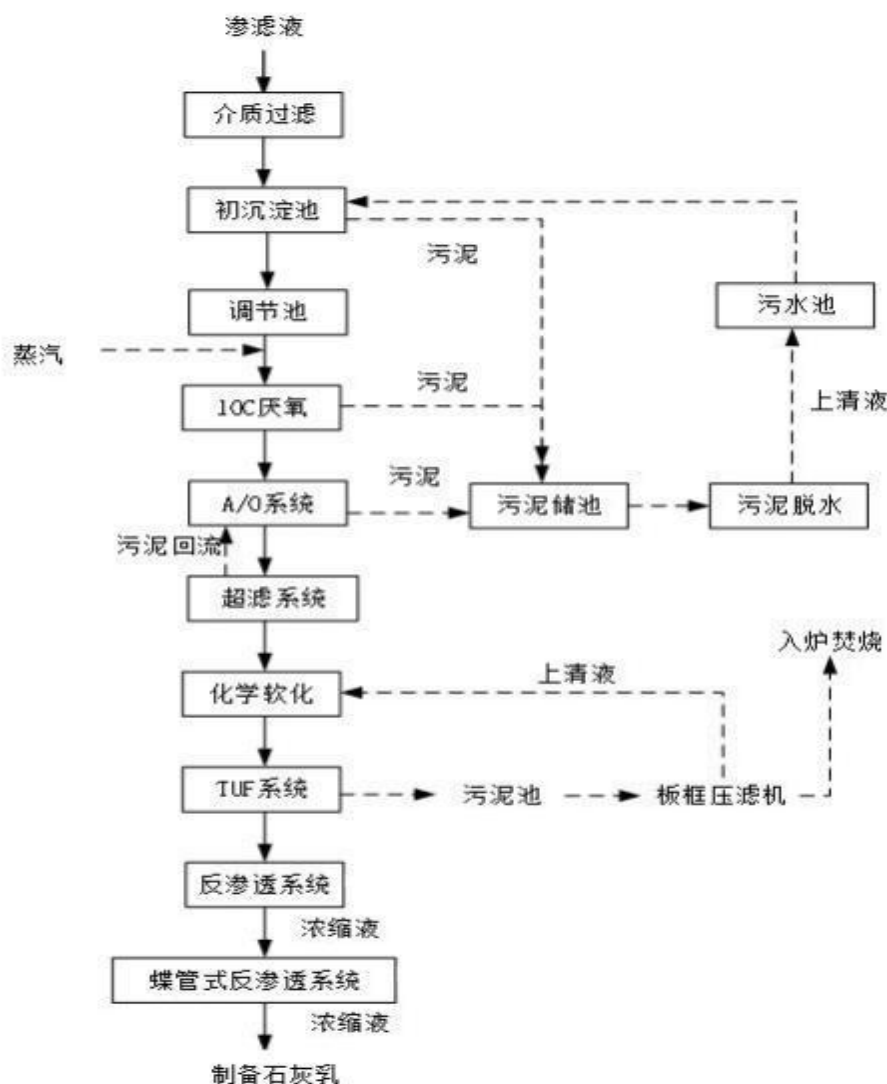 渗滤液
介质过滤
初沉淀池
污泥
调节池
污水池
蒸汽
污泥
上清液
IOC厌氧
污泥
A/O系统
污泥储池
污泥脱水
污泥回流
超滤系统
入炉焚烧
上清液
化学软化
TUF系统
污泥池
板框压滤机
反渗透系统
浓缩液
蝶管式反渗透系统
浓缩液
制备石灰乳